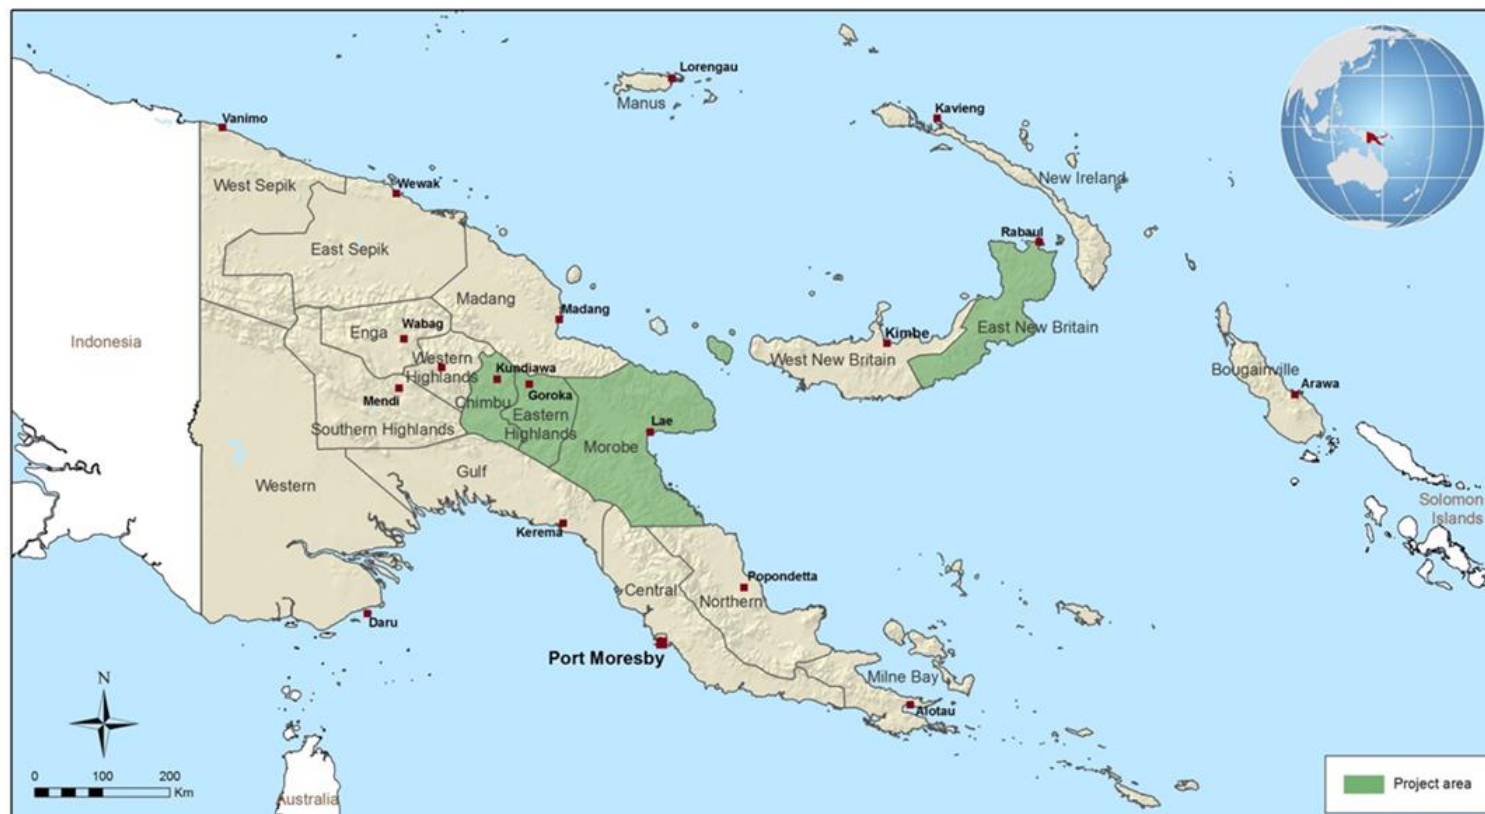 Lorengau
Manus
Kavieng
Vanimo
West Sepik
Wewak
New Ireland
Rabaul
East Sepik
Madang
Madang
Enga
Wabag
Indonesia
Western
Highlands
Kundiawa
Goroka
Chimbu
Eastern
Highlands
Mendi
Southern Highlands
Kimbe
West New Britain
East New Britain
Bougainville
Arawa
Lae
Morobe
Gulf
Western
Kerema
Solomon
Islands
Popondetta
Central
Northern
Daru
Port Moresby
Milne Bay
Alotau
N
0
100
200
Km
Australia
Project area